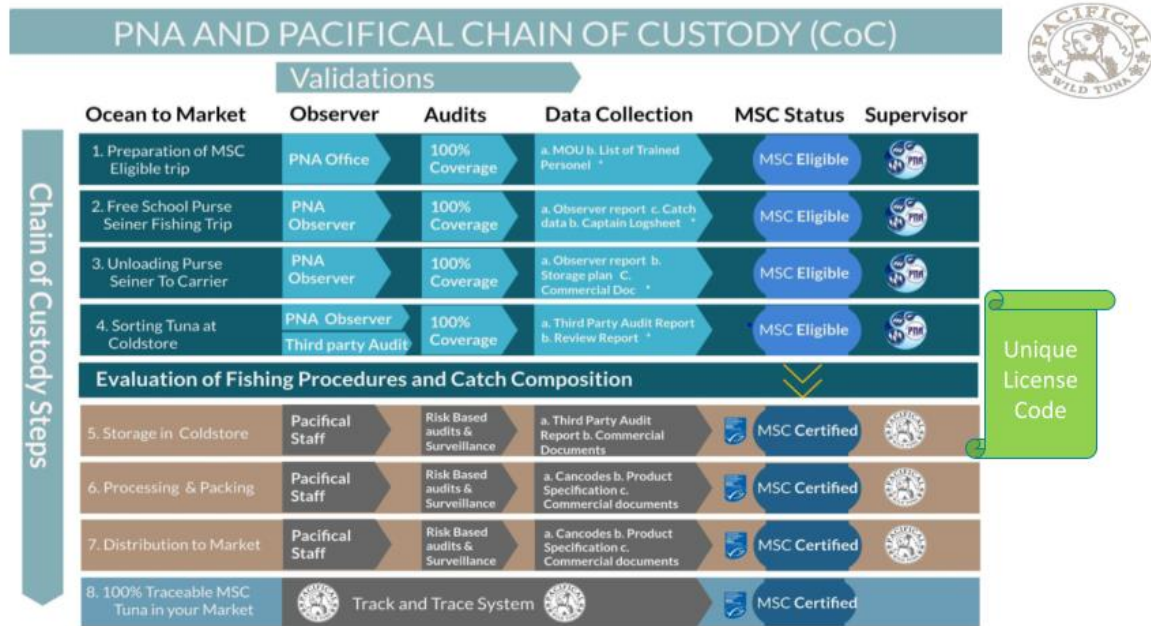 PNA AND PACIFICAL CHAIN OF CUSTODY (CoC)
PACIFICAL
WILD TUNA
Validations
Ocean to Market
Observer
Audits
Data Collection
MSC Status
Supervisor
Chain of Custody Steps
1. Preparation of MSC
Eligible trip
PNA Office
100%
Coverage
a. MOU b. List of Trained
Personel *
MSC Eligible
PNA
2. Free School Purse
Seiner Fishing Trip
PNA
Observer
100%
Coverage
a. Observer report c. Catch
data b. Captain Logsheet *
MSC Eligible
PNA
3. Unloading Purse
Seiner To Carrier
PNA
Observer
100%
Coverage
a. Observer report b.
Storage plan C.
Commercial Doc *
MSC Eligible
PNA
4. Sorting Tuna at
Coldstore
PNA Observer
Third party Audit
100%
Coverage
a. Third Party Audit Report
b. Review Report *
MSC Eligible
PNA
Unique
License
Code
Evaluation of Fishing Procedures and Catch Composition
5. Storage in Coldstore
Pacifical
Staff
Risk Based
audits &
Surveillance
a. Third Party Audit
Report b. Commercial
Documents
MSC Certified
6. Processing & Packing
Pacifical
Staff
Risk Based
audits &
Surveillance
a. Cancodes b. Product
Specification c.
Commercial documents
MSC Certified
7. Distribution to Market
Pacifical
Staff
Risk Based
audits &
Surveillance
a. Cancodes b. Product
Specification c.
Commercial documents
MSC Certified
8. 100% Traceable MSC
Tuna in your Market
Track and Trace System
MSC Certified